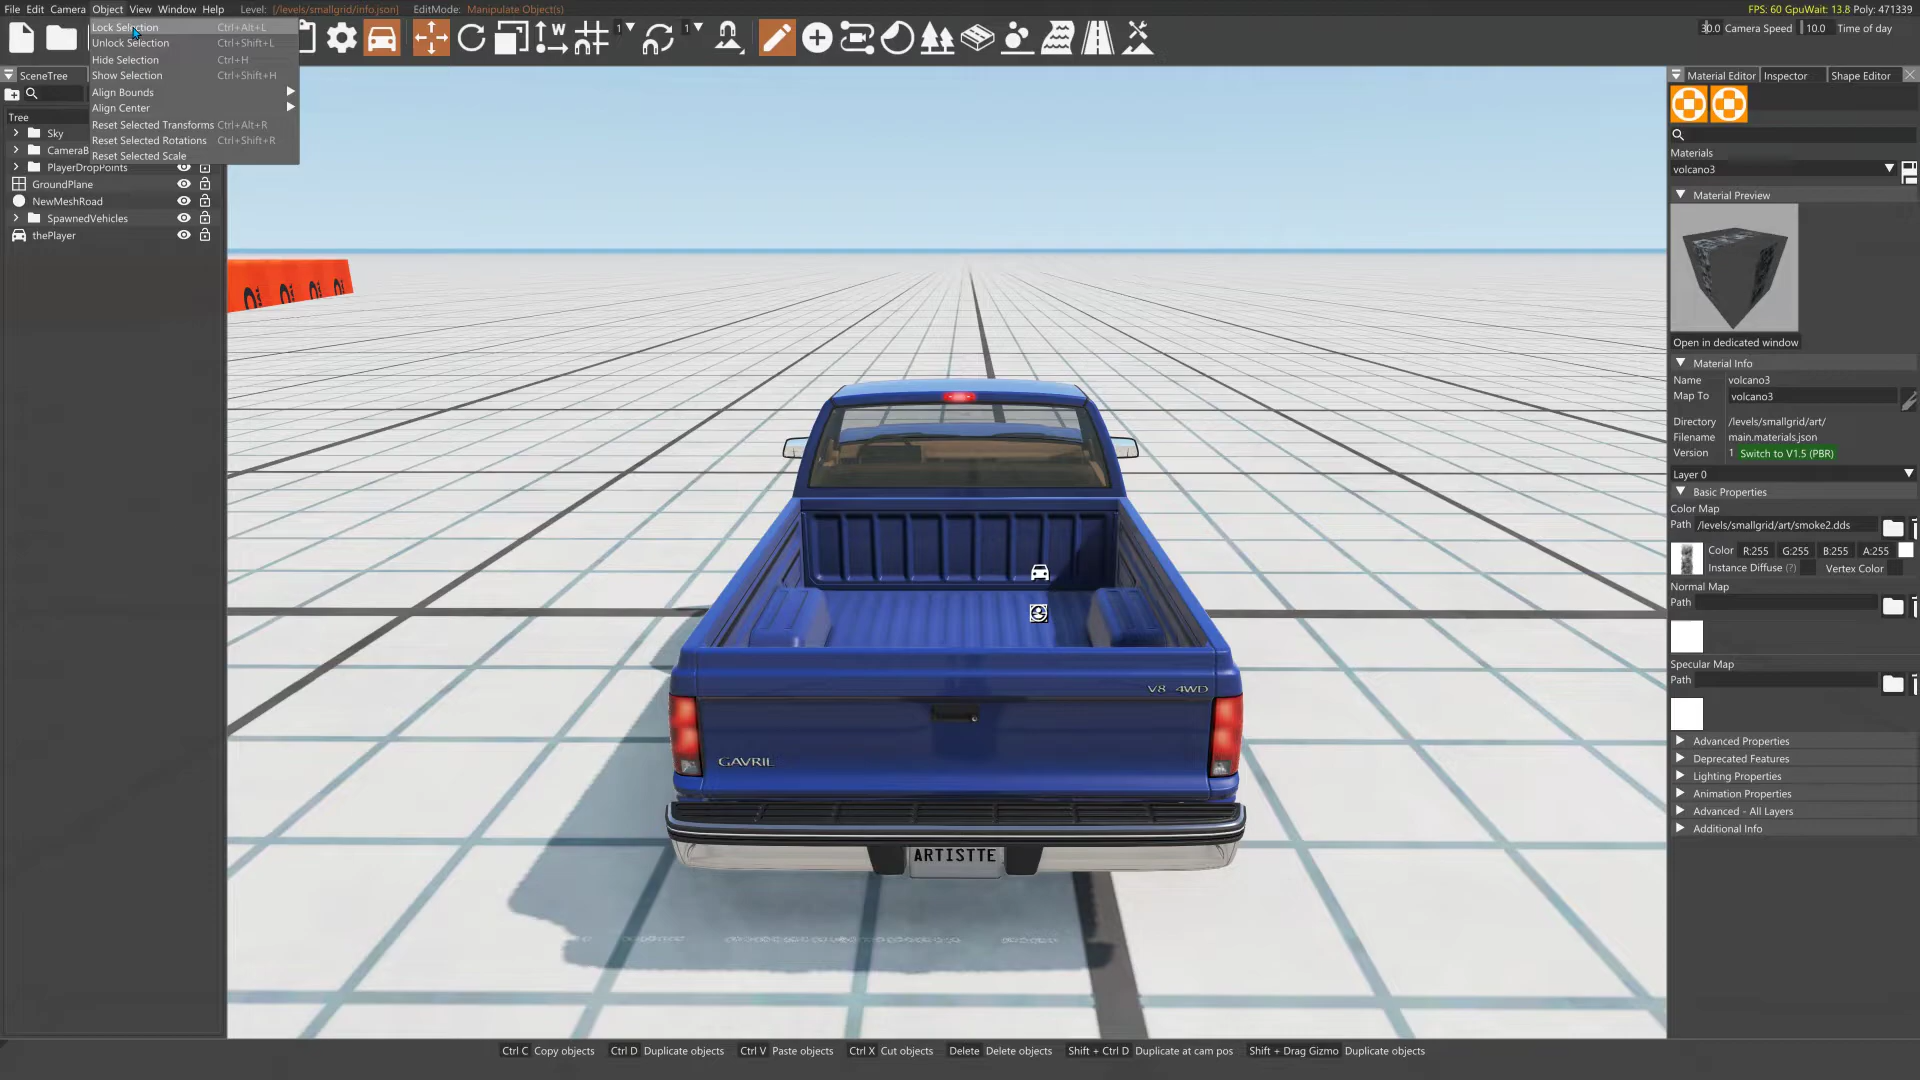 File Edit Camera Object View Window Help Level: [/levels/smallgrid/info.json] EditMode: Manipulate Object(s) FPS: 60 GpuWait: 13.8 Poly: 471339
Lock Selection Ctrl+Alt+L
Unlock Selection Ctrl+Shift+L
Hide Selection Ctrl+H
Show Selection Ctrl+Shift+H
Align Bounds
Align Center
Reset Selected Transforms Ctrl+Alt+R
Reset Selected Rotations Ctrl+Shift+R
Reset Selected Scale
1 1 W
30.0 Camera Speed 10.0 Time of day
SceneTree
Tree
Sky
CameraB
PlayerDropPoints
GroundPlane
NewMeshRoad
SpawnedVehicles
thePlayer
V8 4WD
GAVRIL
ARTISTTE
Material Editor Inspector Shape Editor
Materials
volcano3
Material Preview
Open in dedicated window
Material Info
Name volcano3
Map To volcano3
Directory /levels/smallgrid/art/
Filename main.materials.json
Version 1 Switch to V1.5 (PBR)
Layer 0
Basic Properties
Color Map
Path /levels/smallgrid/art/smoke2.dds
Color R:255 G:255 B:255 A:255
Instance Diffuse (?) Vertex Color
Normal Map
Path
Specular Map
Path
Advanced Properties
Deprecated Features
Lighting Properties
Animation Properties
Advanced - All Layers
Additional Info
Ctrl C Copy objects Ctrl D Duplicate objects Ctrl V Paste objects Ctrl X Cut objects Delete Delete objects Shift + Ctrl D Duplicate at cam pos Shift + Drag Gizmo Duplicate objects